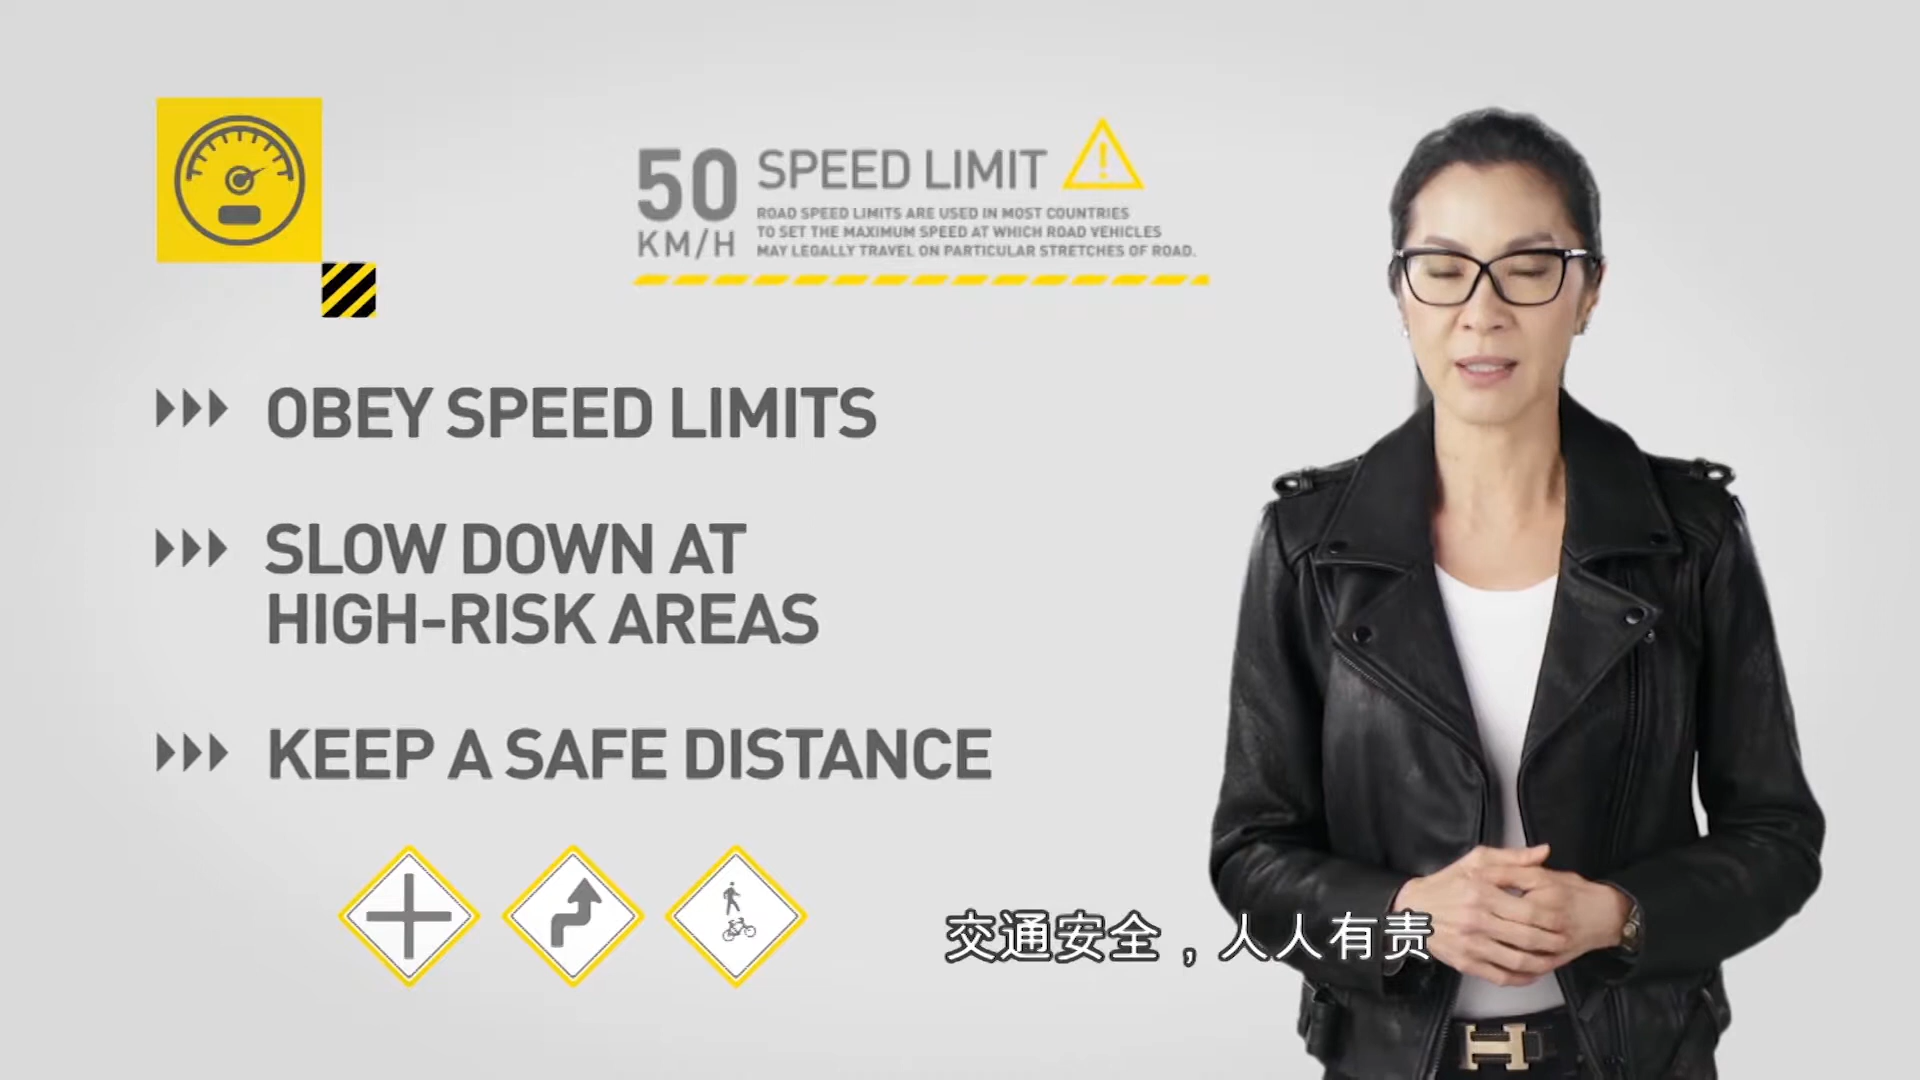 50
KM/H
SPEED LIMIT
ROAD SPEED LIMITS ARE USED IN MOST COUNTRIES
TO SET THE MAXIMUM SPEED AT WHICH ROAD VEHICLES
MAY LEGALLY TRAVEL ON PARTICULAR STRETCHES OF ROAD.
OBEY SPEED LIMITS
SLOW DOWN AT
HIGH-RISK AREAS
KEEP A SAFE DISTANCE
交通安全，人人有责